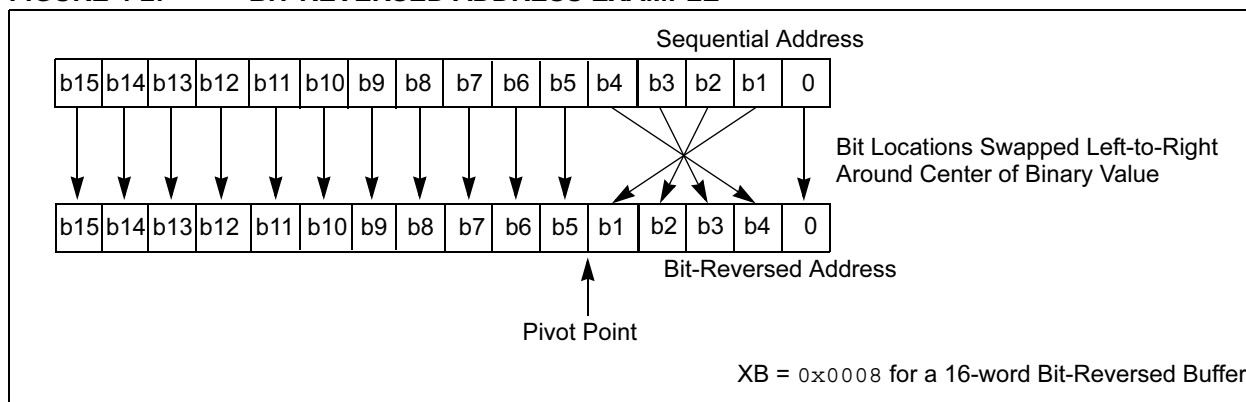 Sequential Address
b15 b14 b13 b12 b11 b10 b9 b8 b7 b6 b5 b4 b3 b2 b1 0
Bit Locations Swapped Left-to-Right
Around Center of Binary Value
b15 b14 b13 b12 b11 b10 b9 b8 b7 b6 b5 b1 b2 b3 b4 0
Bit-Reversed Address
Pivot Point
XB = 0x0008 for a 16-word Bit-Reversed Buffer